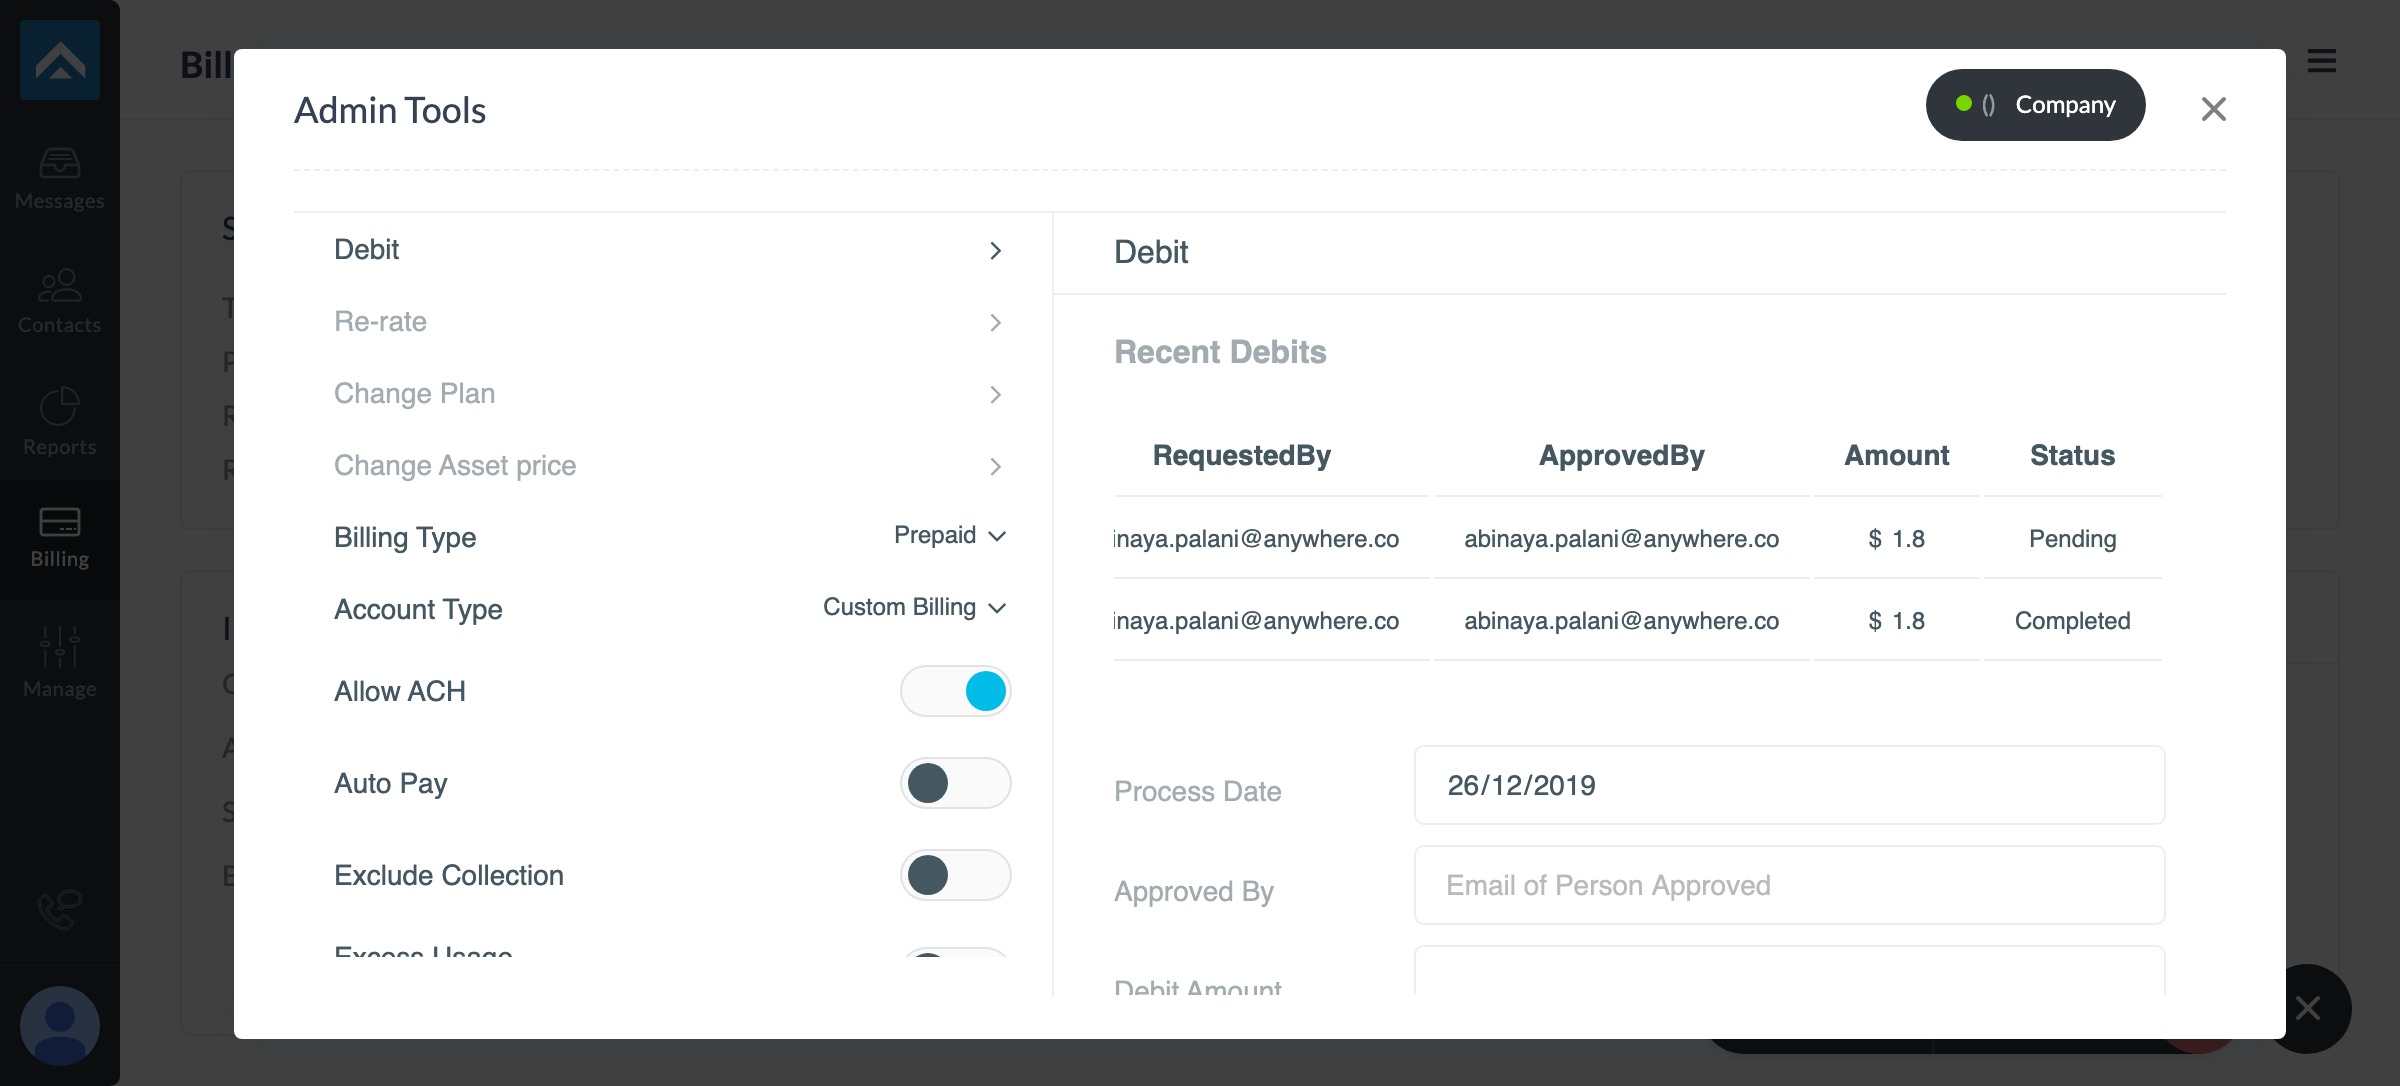 Messages
Contacts
Reports
Billing
Manage
Bill
Admin Tools
() Company
Debit
Re-rate
Change Plan
Change Asset price
Billing Type Prepaid
Account Type Custom Billing
Allow ACH
Auto Pay
Exclude Collection
Excess Usage
Debit
Recent Debits
RequestedBy ApprovedBy Amount Status
inaya.palani@anywhere.co abinaya.palani@anywhere.co $ 1.8 Pending
inaya.palani@anywhere.co abinaya.palani@anywhere.co $ 1.8 Completed
Process Date 26/12/2019
Approved By Email of Person Approved
Debit Amount